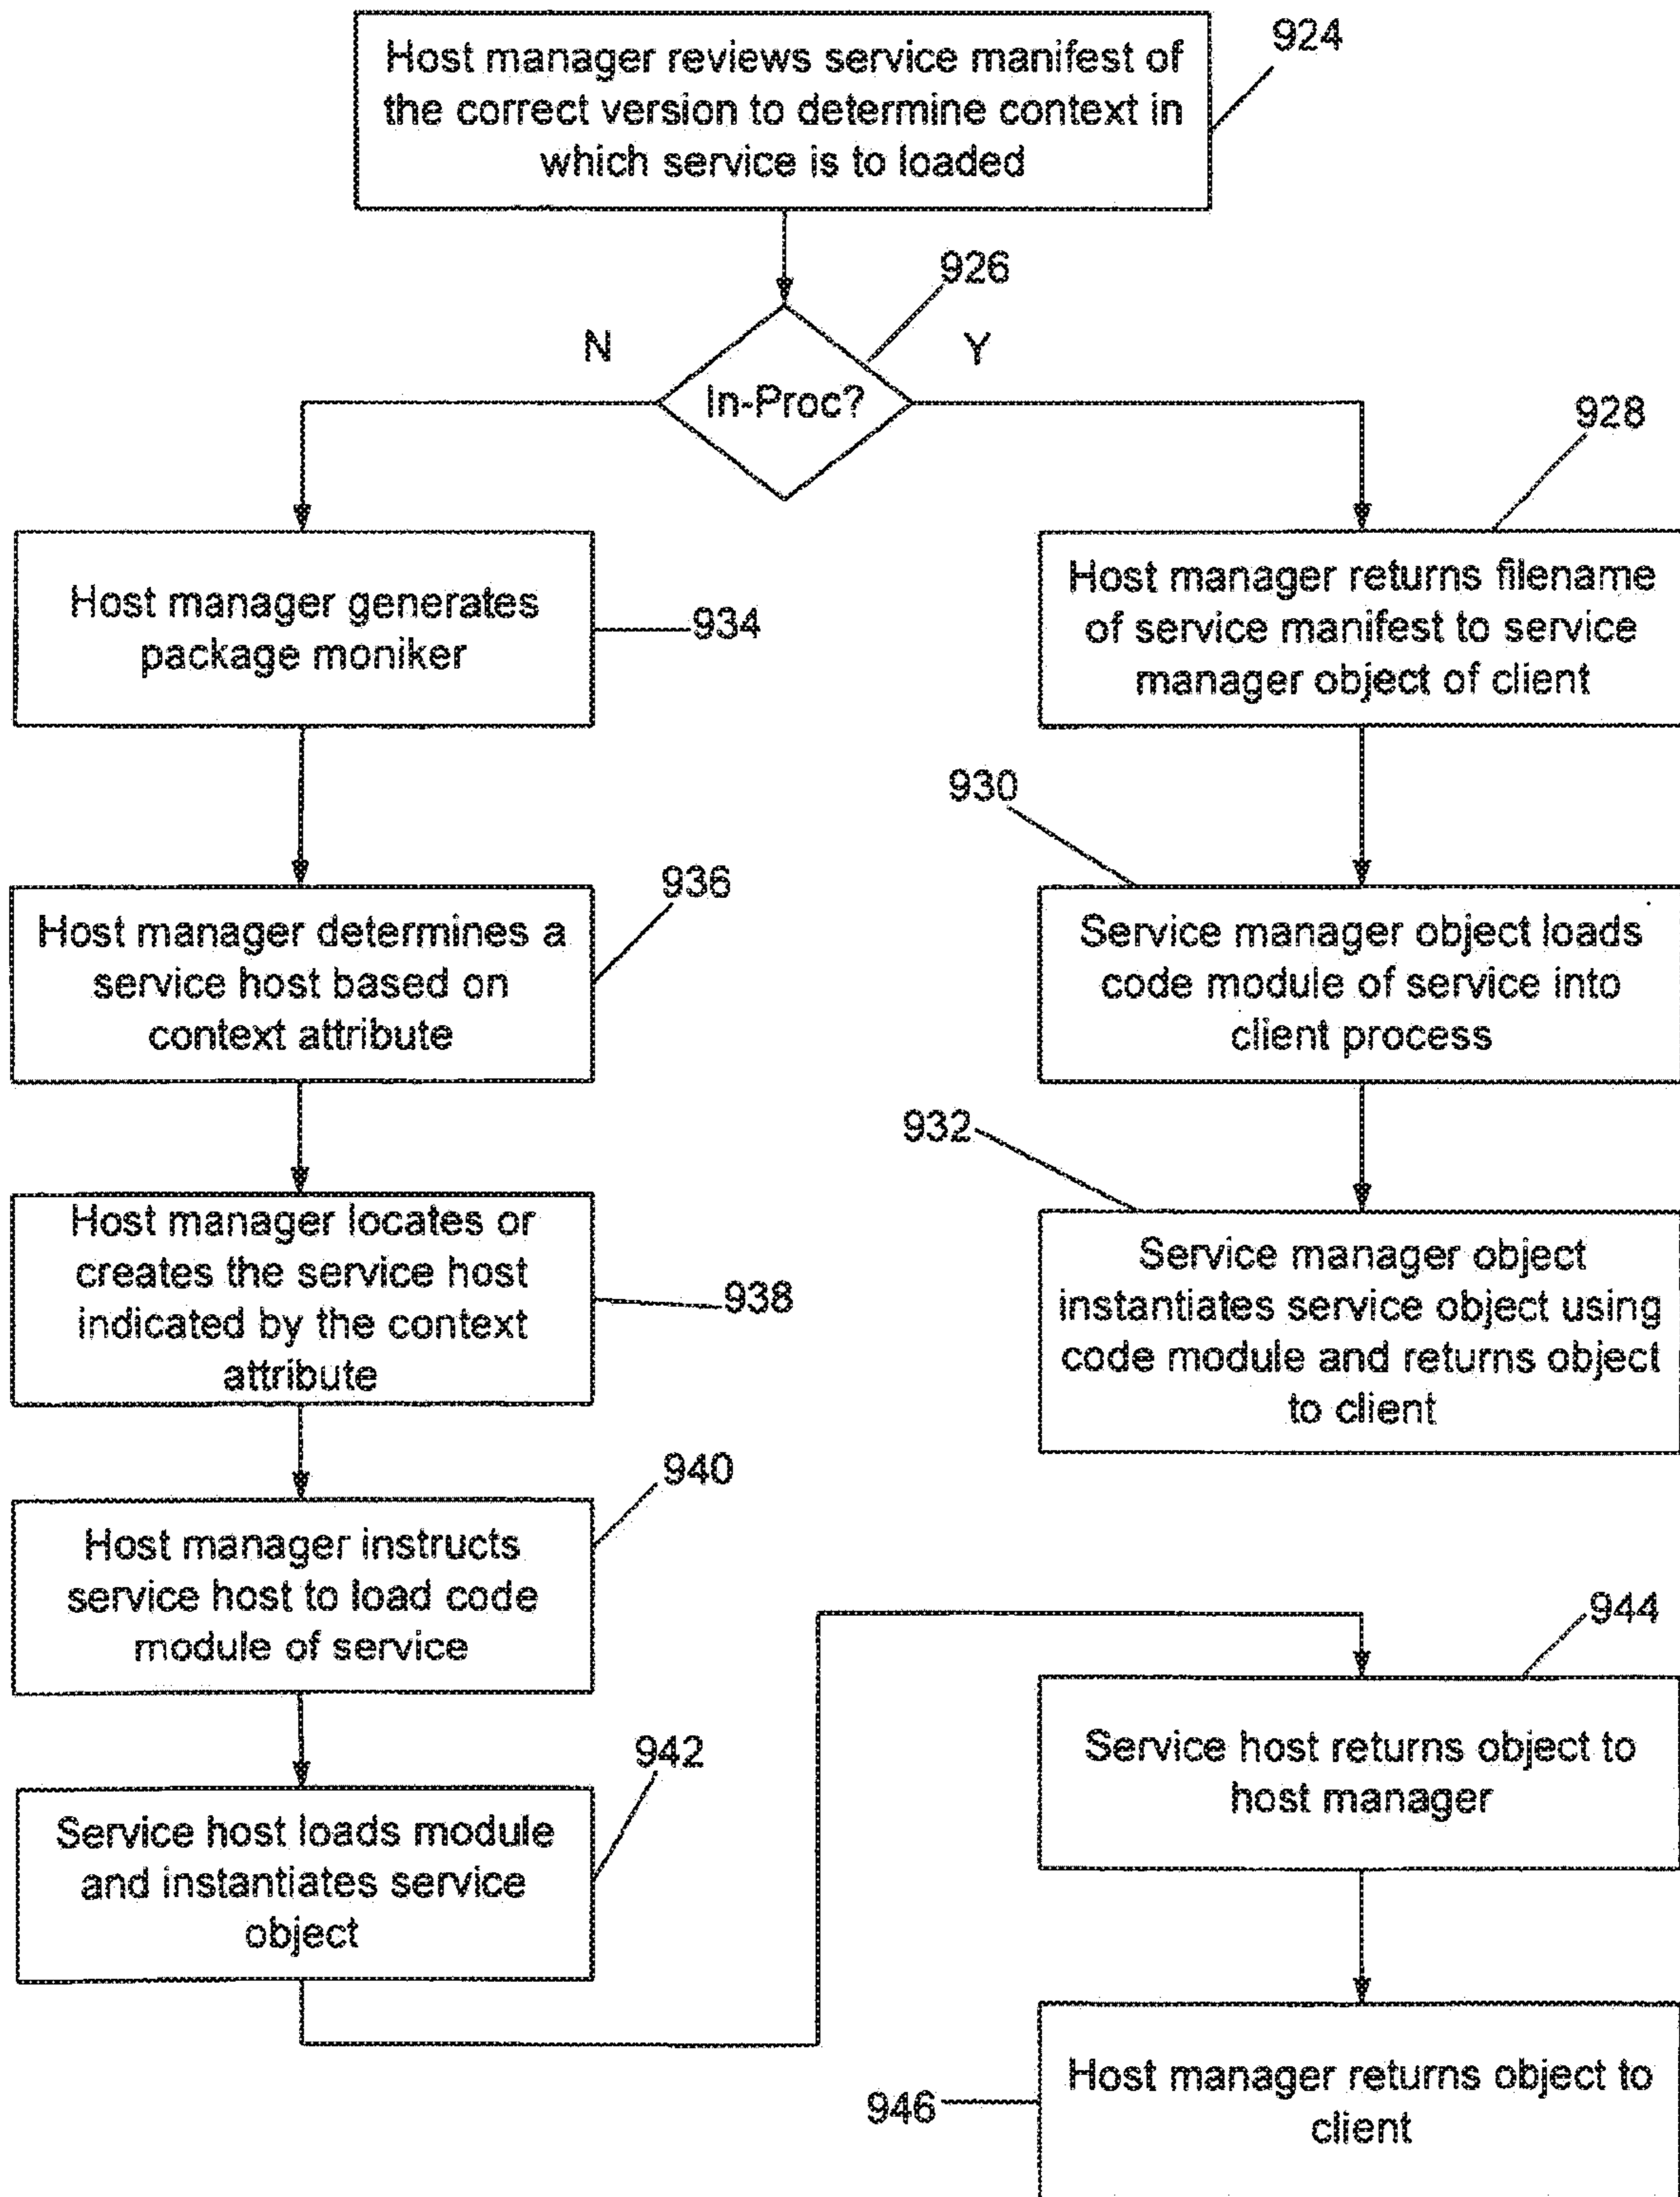 Host manager reviews service manifest of
the correct version to determine context in
which service is to loaded
924
926
N
Y
In-Proc?
928
Host manager generates
package moniker
934
Host manager returns filename
of service manifest to service
manager object of client
930
936
Host manager determines a
service host based on
context attribute
Service manager object loads
code module of service into
client process
932
Host manager locates or
creates the service host
indicated by the context
attribute
938
Service manager object
instantiates service object using
code module and returns object
to client
940
Host manager instructs
service host to load code
module of service
944
942
Service host loads module
and instantiates service
object
Service host returns object to
host manager
946
Host manager returns object to
client